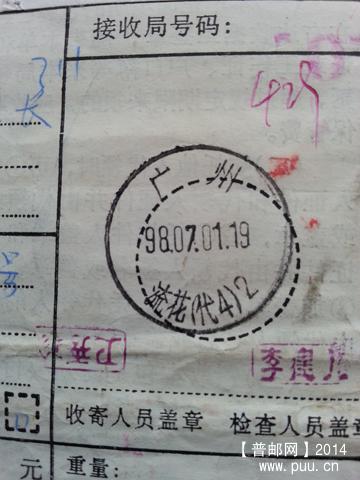 接收局号码：
429
广州
98.07.01.19
流花(代4)2
李建
收寄人员盖章 检查人员盖章
元 重量：
【普邮网】2014
www.puu.cn